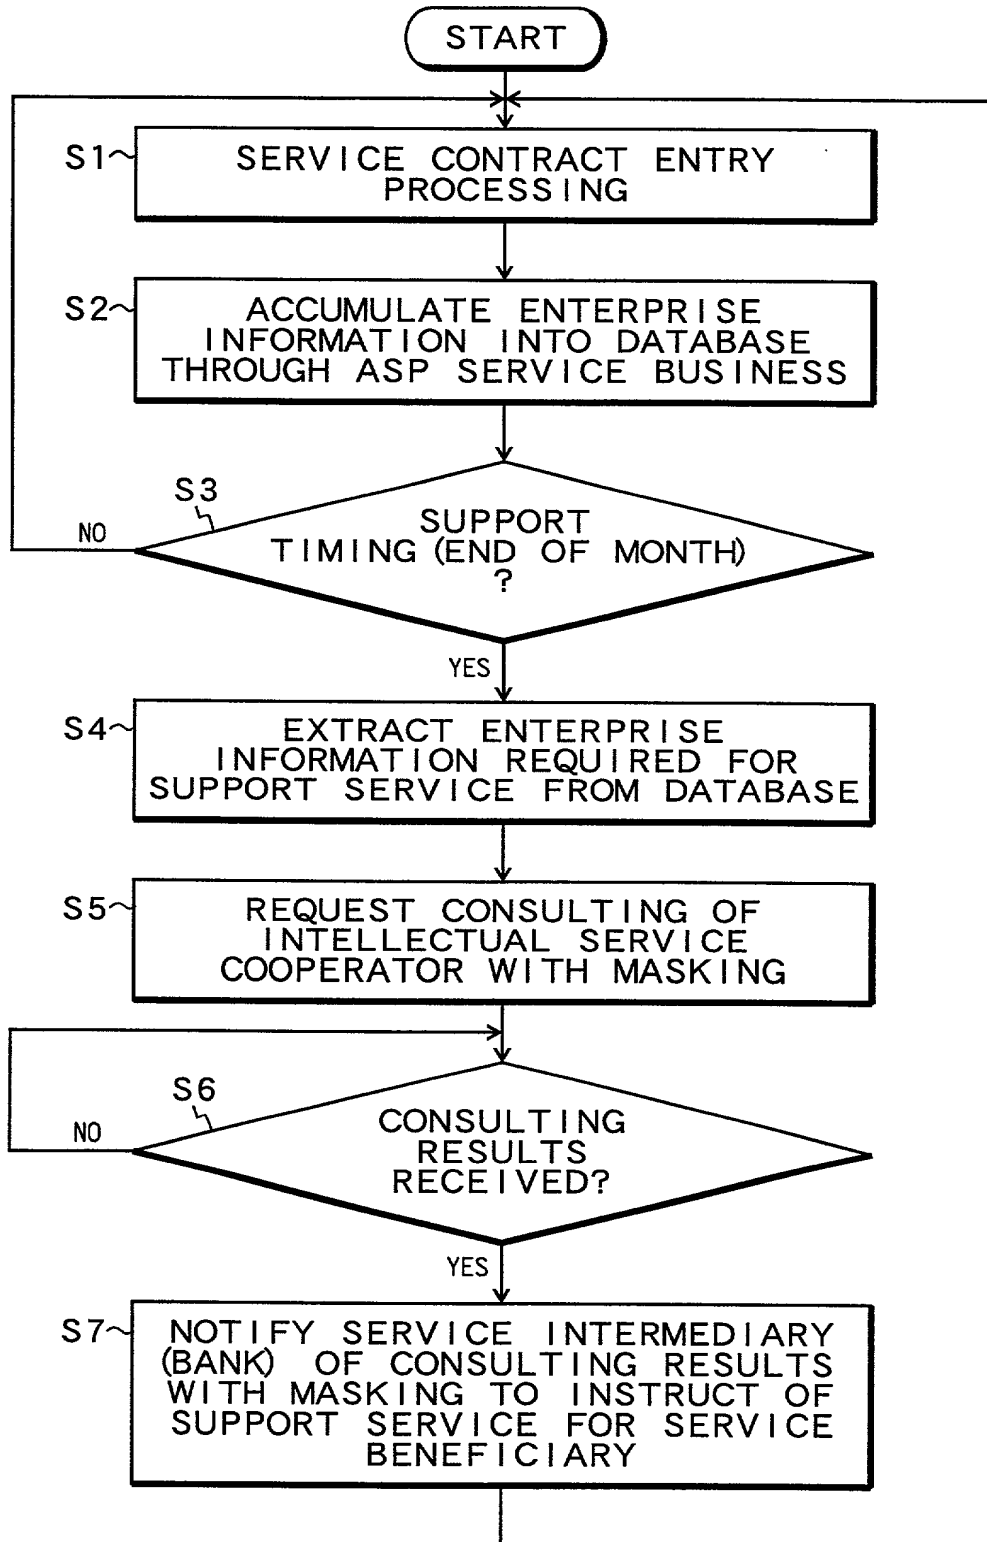 START
S1
SERVICE CONTRACT ENTRY
PROCESSING
S2
ACCUMULATE ENTERPRISE
INFORMATION INTO DATABASE
THROUGH ASP SERVICE BUSINESS
S3
NO
SUPPORT
TIMING (END OF MONTH)
?
YES
S4
EXTRACT ENTERPRISE
INFORMATION REQUIRED FOR
SUPPORT SERVICE FROM DATABASE
S5
REQUEST CONSULTING OF
INTELLECTUAL SERVICE
COOPERATOR WITH MASKING
S6
NO
CONSULTING
RESULTS
RECEIVED?
YES
S7
NOTIFY SERVICE INTERMEDIARY
(BANK) OF CONSULTING RESULTS
WITH MASKING TO INSTRUCT OF
SUPPORT SERVICE FOR SERVICE
BENEFICIARY